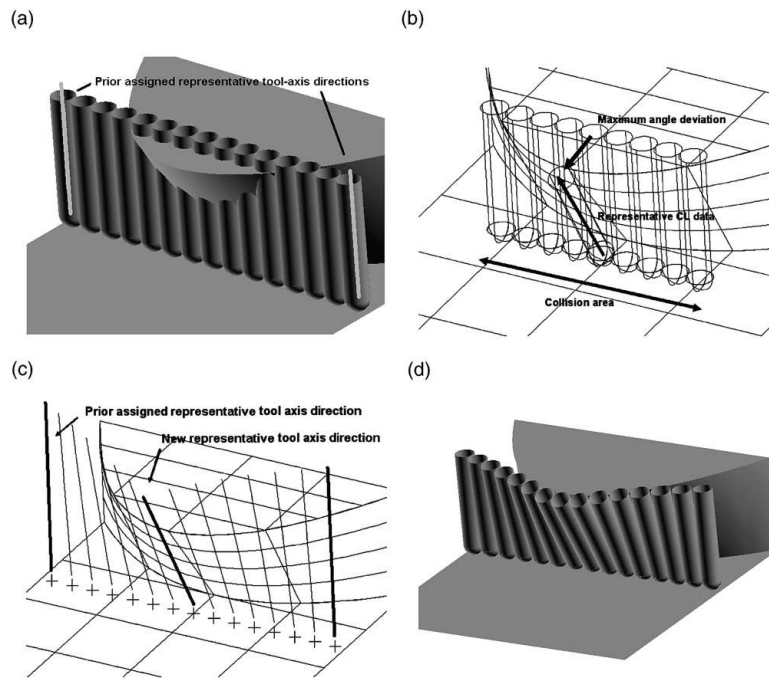 (a)
Prior assigned representative tool-axis directions
(b)
Maximum angle deviation
Representative CL data
Collision area
(c)
Prior assigned representative tool axis direction
New representative tool axis direction
(d)